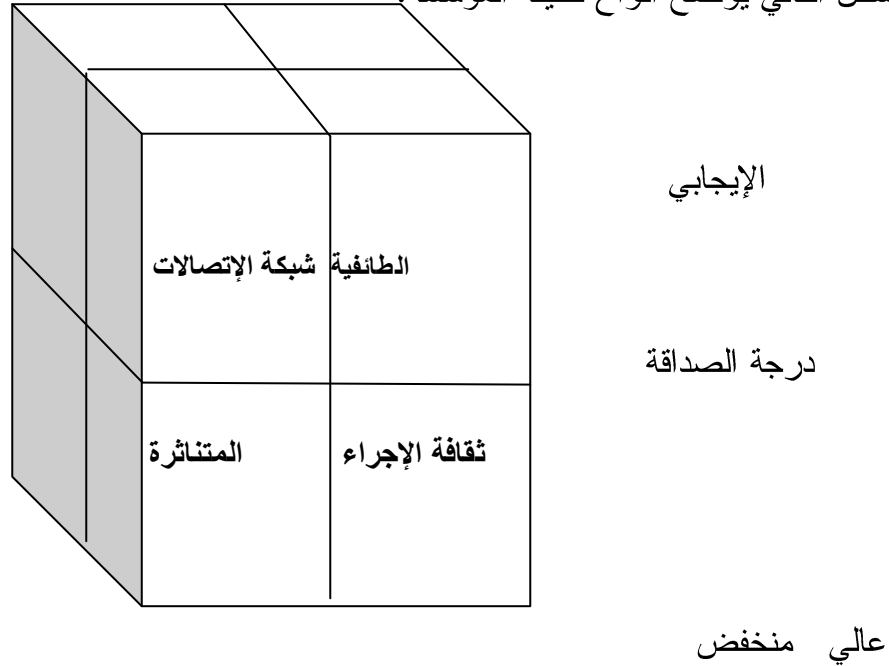 الإيجابي
الطائفية شبكة الإتصالات
درجة الصداقة
ثقافة الإجراء المتناثرة
عالي منخفض